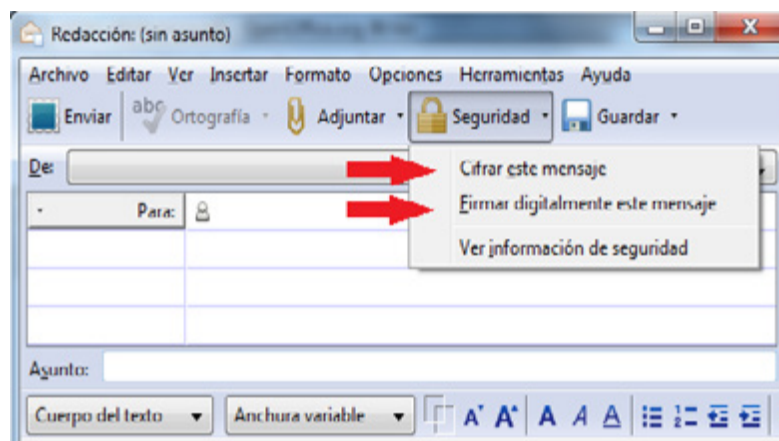 Redacción: (sin asunto)
Archivo Editar Ver Insertar Formato Opciones Herramientas Ayuda
Enviar abc Ortografía Adjuntar Seguridad Guardar
De:
Cifrar este mensaje
Para:
Firmar digitalmente este mensaje
Ver información de seguridad
Asunto:
Cuerpo del texto Anchura variable A A A A A